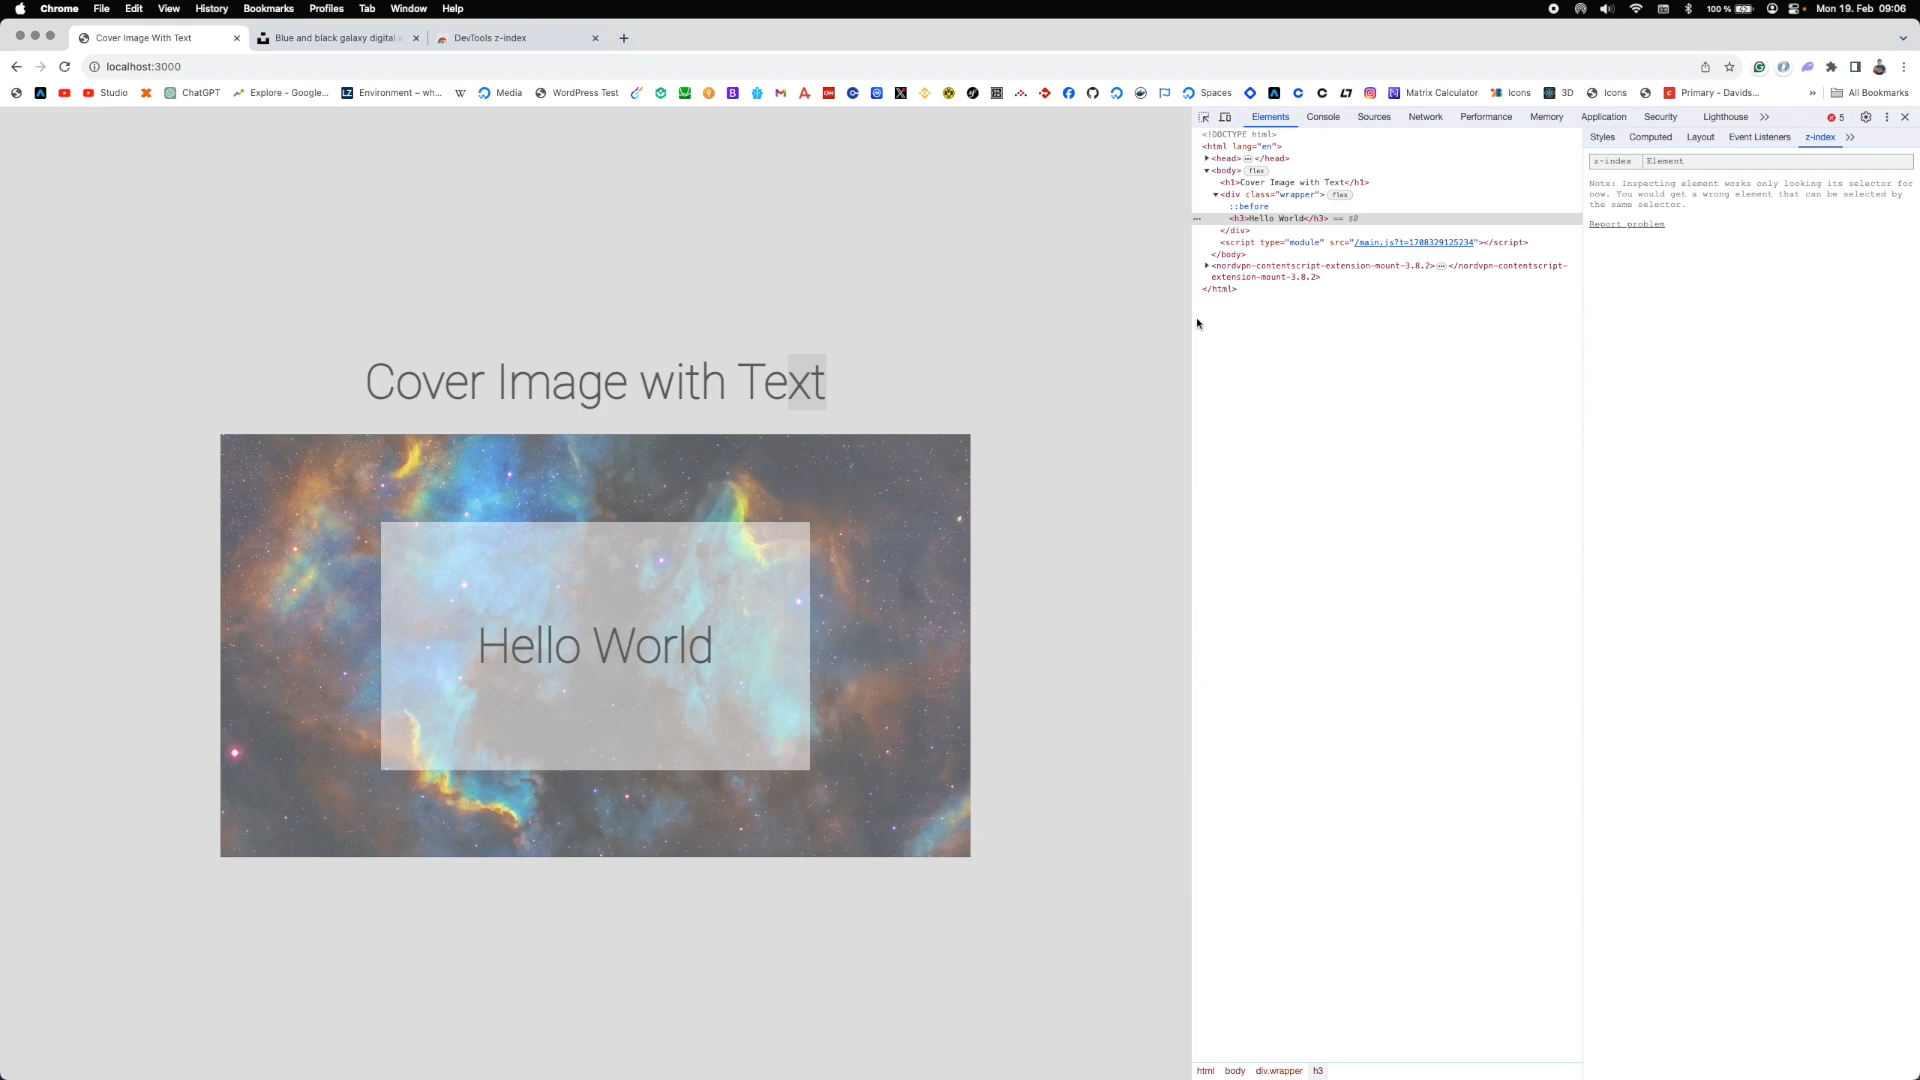 Chrome File Edit View History Bookmarks Profiles Tab Window Help 100 % Mon 19. Feb 09:06
Cover Image With Text Blue and black galaxy digital DevTools z-index
localhost:3000
Studio ChatGPT Explore – Google... Environment – wh... Media WordPress Test Spaces Matrix Calculator Icons 3D Icons Primary – Davids... » All Bookmarks
Elements Console Sources Network Performance Memory Application Security Lighthouse 5
Styles Computed Layout Event Listeners z-index
<!DOCTYPE html>
<html lang="en">
<head> </head>
<body> flex
<h1>Cover Image with Text</h1>
<div class="wrapper"> flex
::before
<h3>Hello World</h3> == $0
</div>
<script type="module" src="/main.js?t=1708329125234"></script>
</body>
<nordvpn-contentscript-extension-mount-3.8.2> </nordvpn-contentscript-
extension-mount-3.8.2>
</html>
z-index Element
Note: Inspecting element works only looking its selector for
now. You would get a wrong element that can be selected by
the same selector.
Report problem
Cover Image with Text
Hello World
html body div.wrapper h3